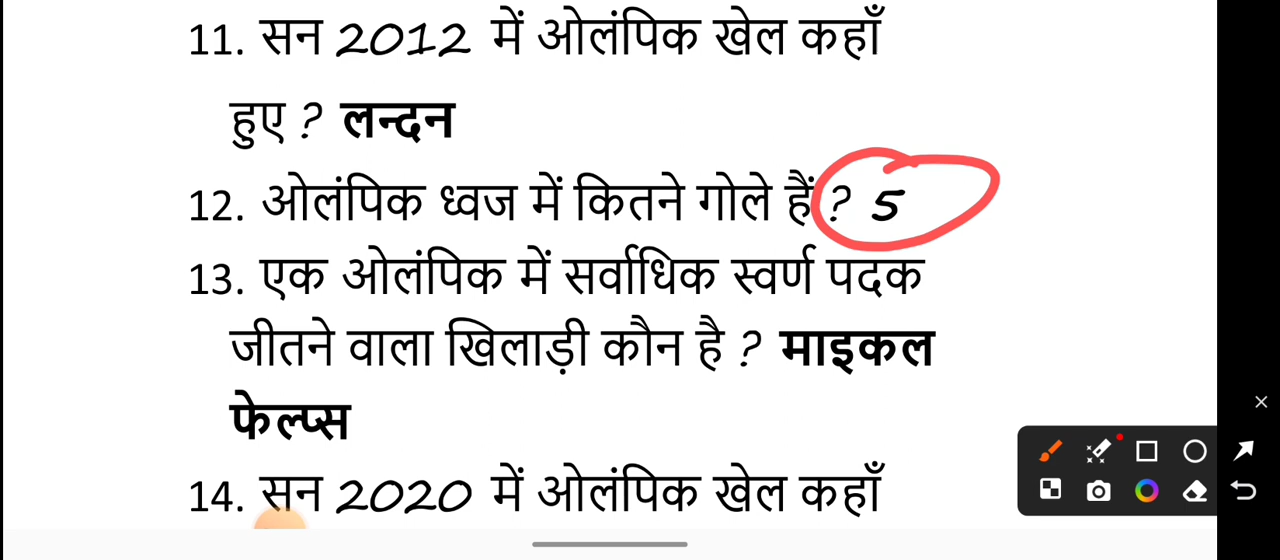 11. सन 2012 में ओलंपिक खेल कहाँ
हुए ? लन्दन
12. ओलंपिक ध्वज में कितने गोले हैं ? 5
13. एक ओलंपिक में सर्वाधिक स्वर्ण पदक
जीतने वाला खिलाड़ी कौन है ? माइकल
फेल्प्स
14. सन 2020 में ओलंपिक खेल कहाँ